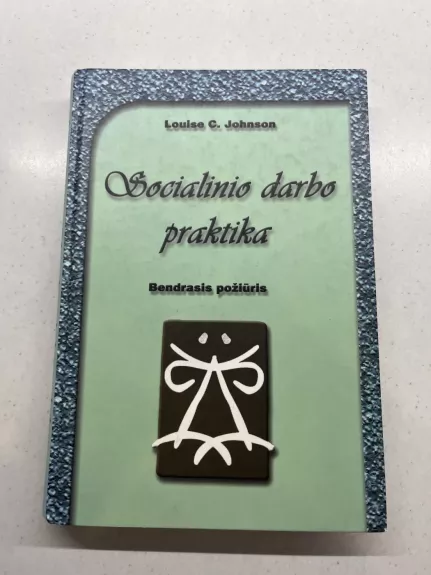 Louise C. Johnson
Socialinio darbo
praktika
Bendrasis požiūris